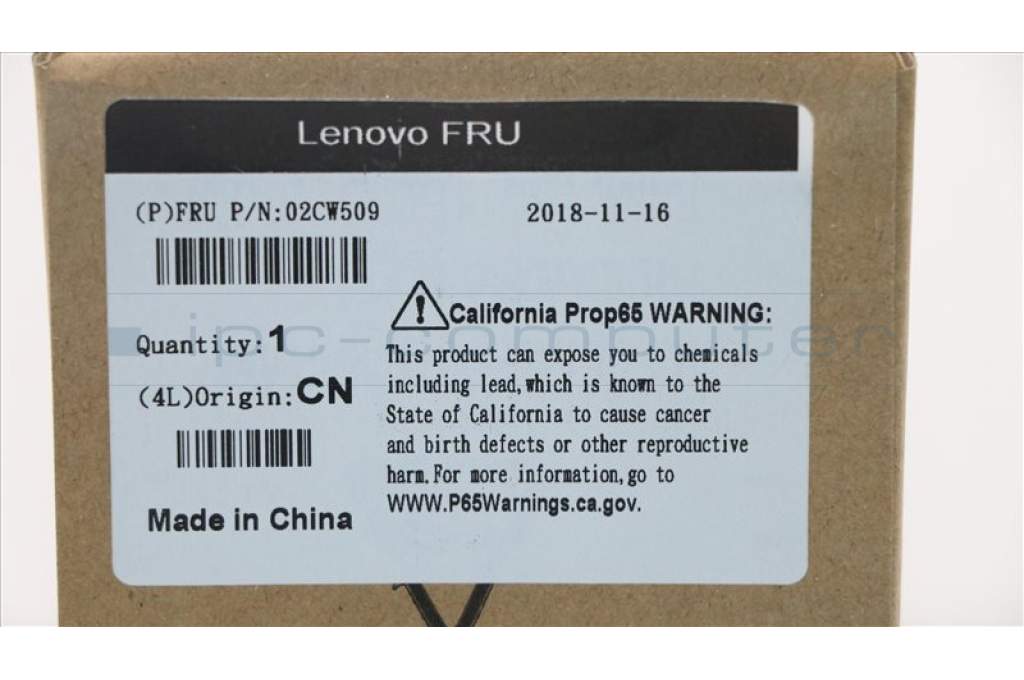 Lenovo FRU
(P)FRU P/N:02CW509
2018-11-16
Quantity:1
(4L)Origin:CN
Made in China
California Prop65 WARNING:
This product can expose you to chemicals
including lead,which is known to the
State of California to cause cancer
and birth defects or other reproductive
harm.For more information,go to
WWW.P65Warnings.ca.gov.
ipc-computer